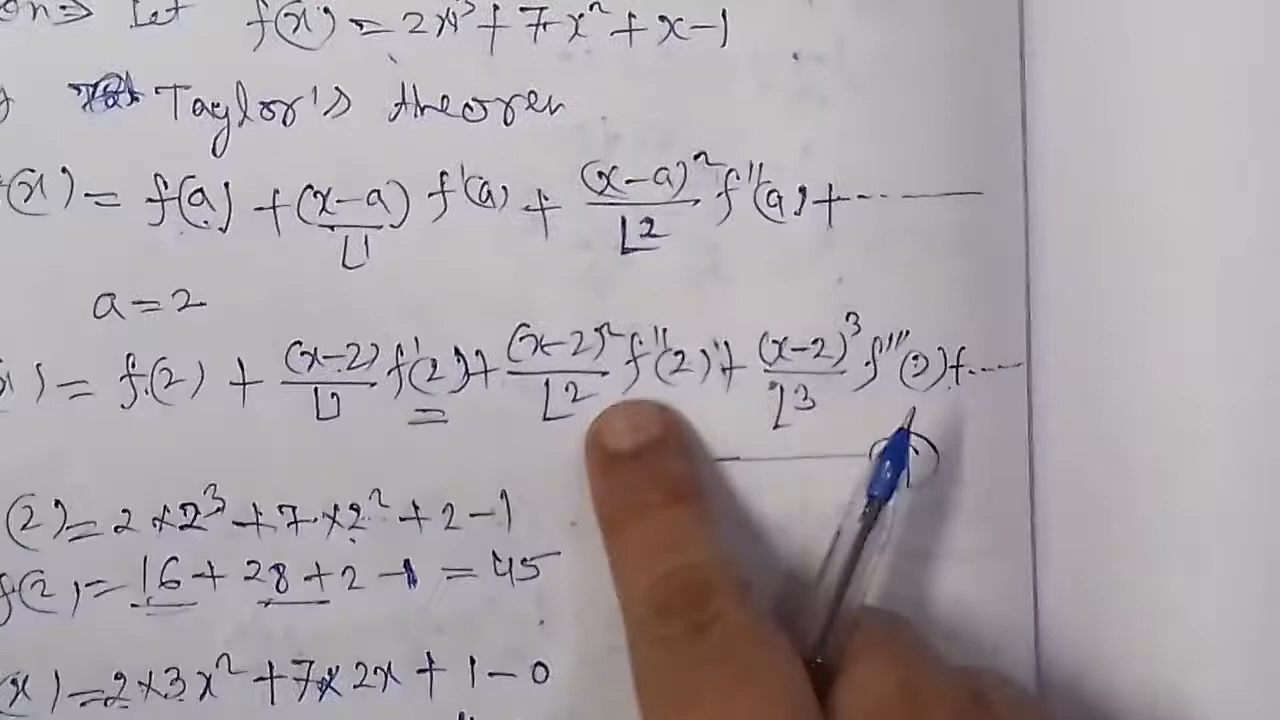 on⇒ Let f(x) = 2x³ + 7x² + x - 1
Taylor's theorem
(x) = f(a) + (x-a)/⌊1 f'(a) + (x-a)²/⌊2 f''(a) + ------
a = 2
) = f(2) + (x-2)/⌊1 f'(2) + (x-2)²/⌊2 f''(2) + (x-2)³/⌊3 f'''(2) + ----
(2) = 2×2³ + 7×2² + 2 - 1
f(2) = 16 + 28 + 2 - 1 = 45
(x) = 2×3x² + 7×2x + 1 - 0